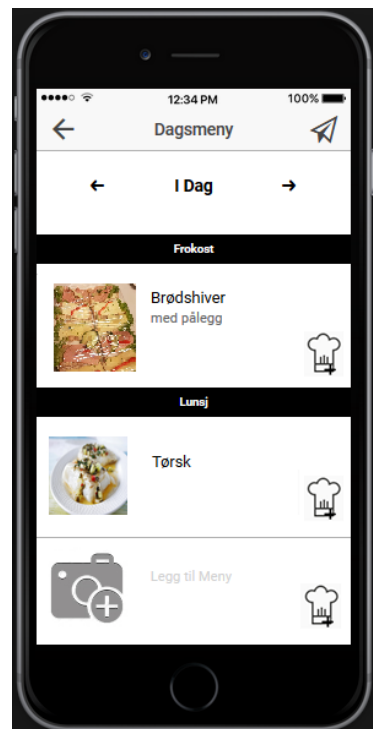 12:34 PM
100%
Dagsmeny
I Dag
Frokost
Brødshiver
med pålegg
Lunsj
Tørsk
Legg til Meny